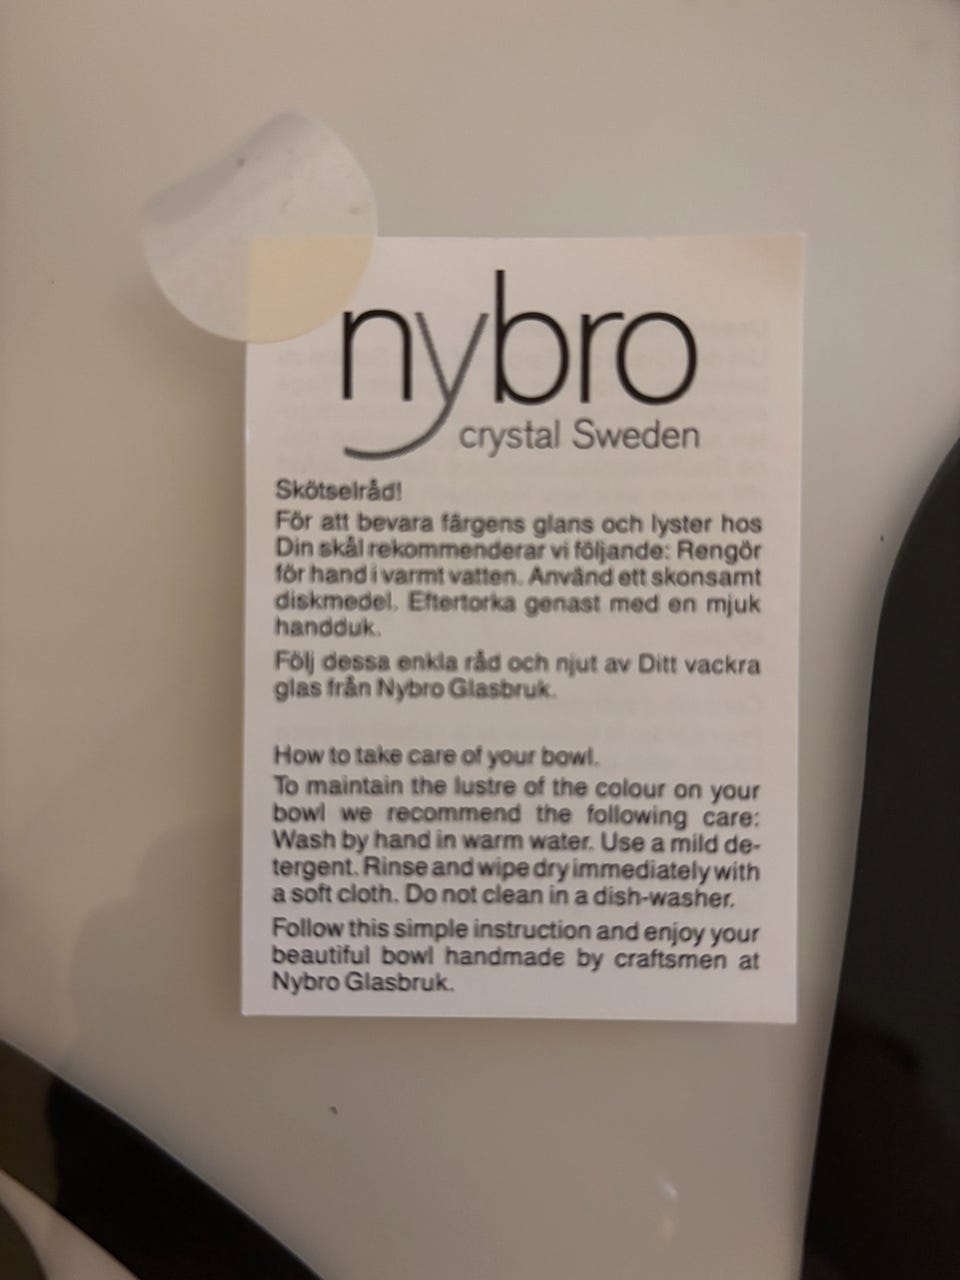 nybro
crystal Sweden
Skötselråd!
För att bevara färgens glans och lyster hos
Din skål rekommenderar vi följande: Rengör
för hand i varmt vatten. Använd ett skonsamt
diskmedel. Eftertorka genast med en mjuk
handduk.
Följ dessa enkla råd och njut av Ditt vackra
glas från Nybro Glasbruk.
How to take care of your bowl.
To maintain the lustre of the colour on your
bowl we recommend the following care:
Wash by hand in warm water. Use a mild de-
tergent. Rinse and wipe dry immediately with
a soft cloth. Do not clean in a dish-washer.
Follow this simple instruction and enjoy your
beautiful bowl handmade by craftsmen at
Nybro Glasbruk.